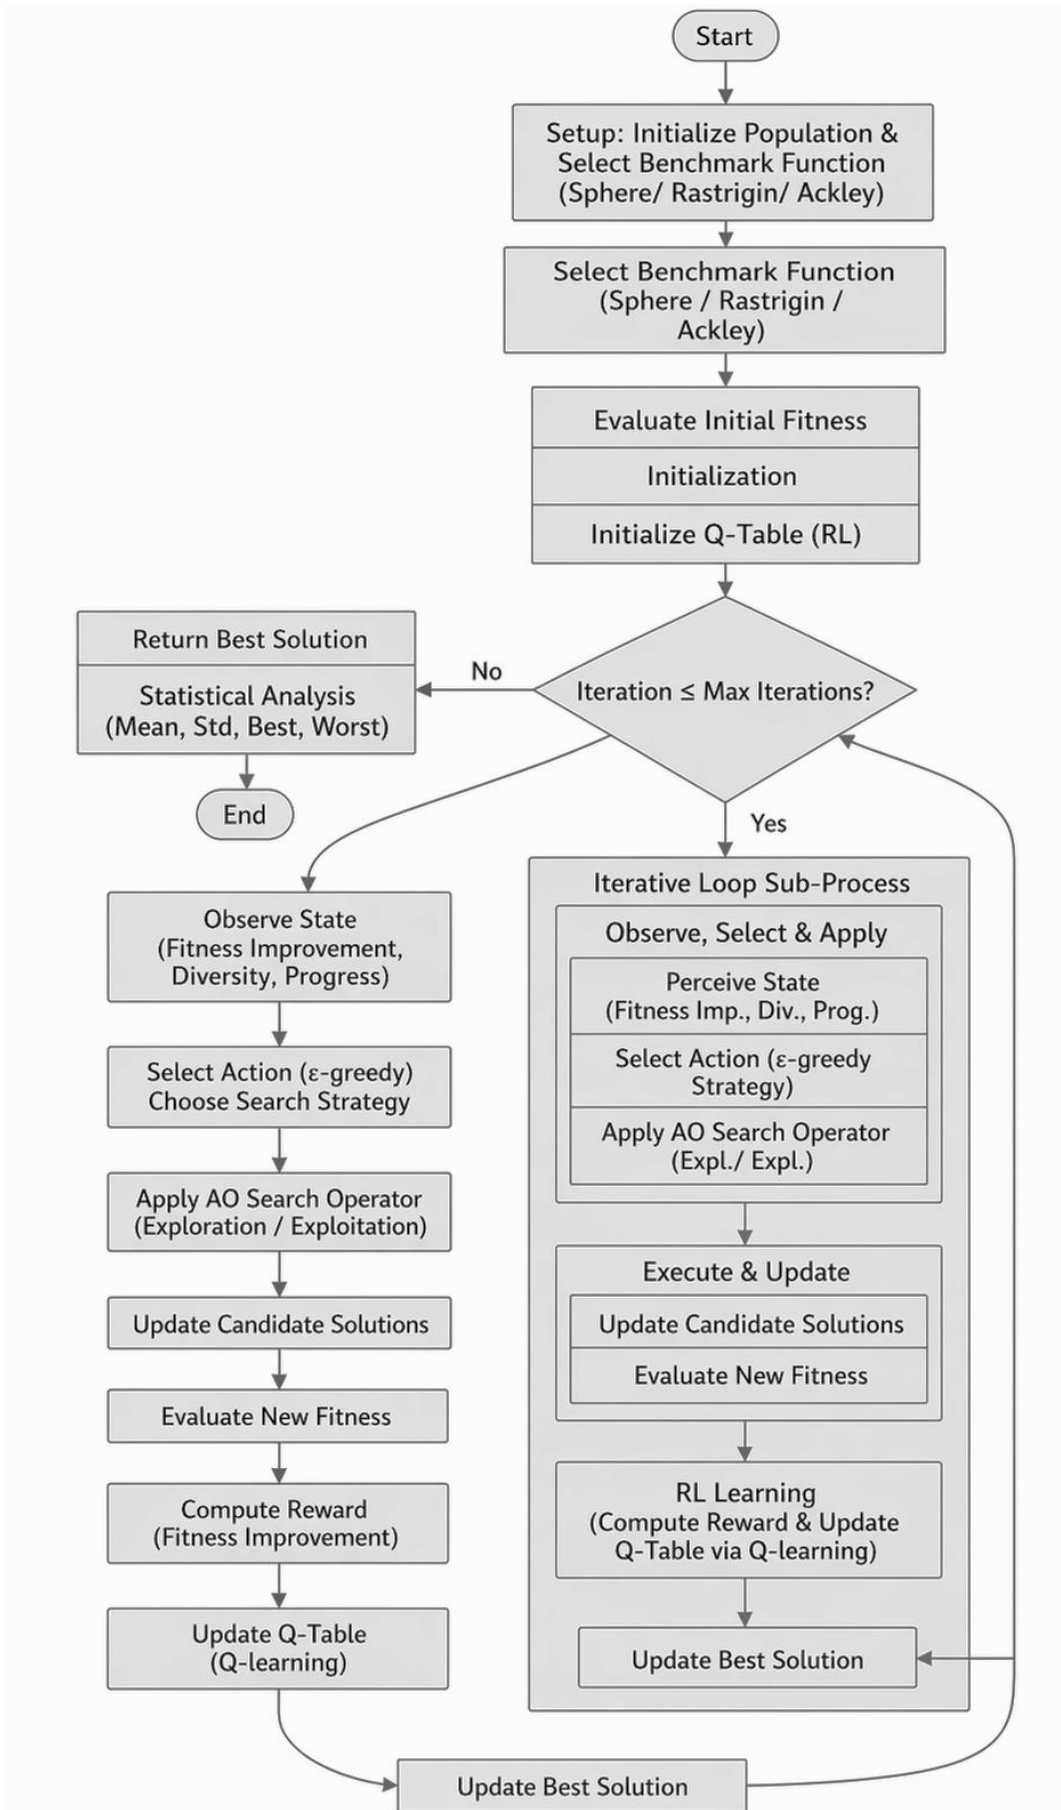 Start
Setup: Initialize Population &
Select Benchmark Function
(Sphere/ Rastrigin/ Ackley)
Select Benchmark Function
(Sphere / Rastrigin /
Ackley)
Evaluate Initial Fitness
Initialization
Initialize Q-Table (RL)
Iteration ≤ Max Iterations?
No
Return Best Solution
Statistical Analysis
(Mean, Std, Best, Worst)
End
Yes
Observe State
(Fitness Improvement,
Diversity, Progress)
Select Action (ε-greedy)
Choose Search Strategy
Apply AO Search Operator
(Exploration / Exploitation)
Update Candidate Solutions
Evaluate New Fitness
Compute Reward
(Fitness Improvement)
Update Q-Table
(Q-learning)
Update Best Solution
Iterative Loop Sub-Process
Observe, Select & Apply
Perceive State
(Fitness Imp., Div., Prog.)
Select Action (ε-greedy
Strategy)
Apply AO Search Operator
(Expl./ Expl.)
Execute & Update
Update Candidate Solutions
Evaluate New Fitness
RL Learning
(Compute Reward & Update
Q-Table via Q-learning)
Update Best Solution